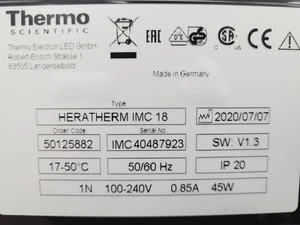 Thermo
SCIENTIFIC
Thermo Electron LED GmbH
Robert-Bosch-Strasse 1
63505 Langenselbold
Made in Germany
Type
HERATHERM IMC 18
2020/07/07
Order Code
Serial No.
50125882
IMC40487923
SW: V1.3
17-50°C
50/60 Hz
IP 20
1N 100-240V 0.85A 45W